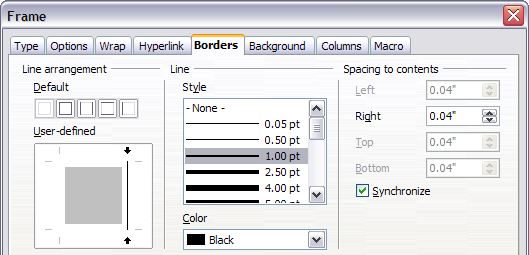 Frame
Type Options Wrap Hyperlink Borders Background Columns Macro
Line arrangement
Default
User-defined
Line
Style
- None -
0.05 pt
0.50 pt
1.00 pt
2.50 pt
4.00 pt
5.00 pt
Color
Black
Spacing to contents
Left 0.04"
Right 0.04"
Top 0.04"
Bottom 0.04"
Synchronize